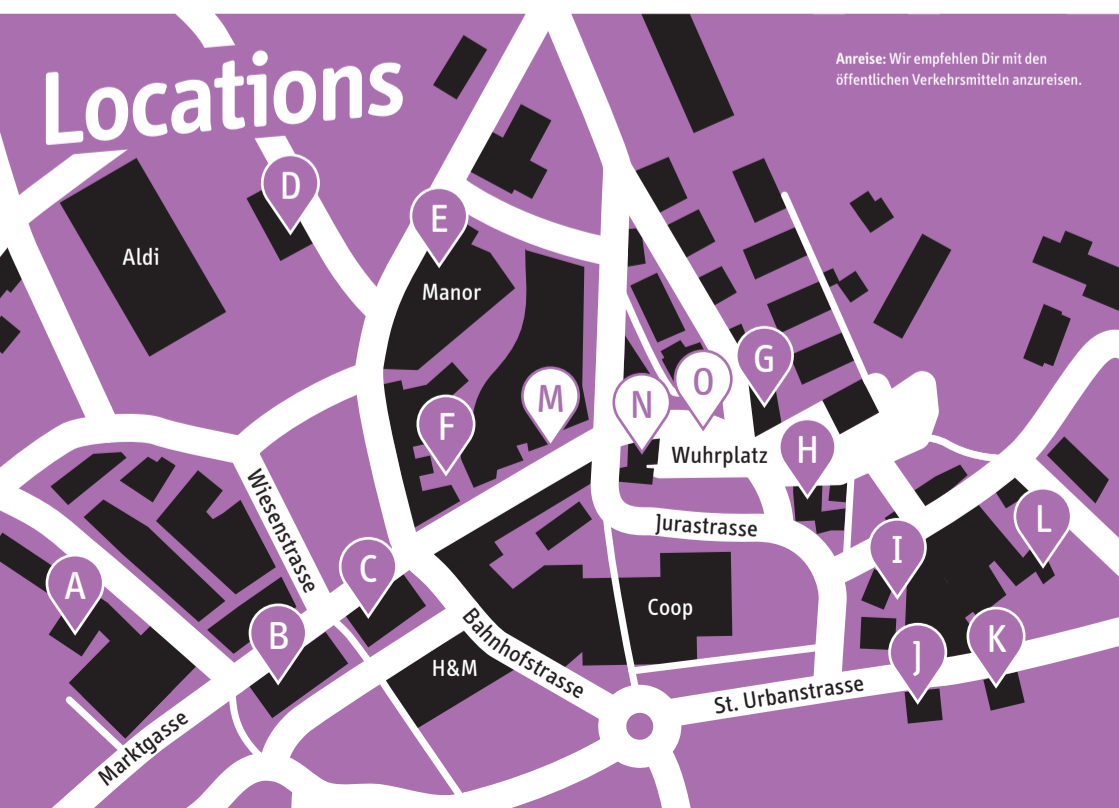 Locations
Anreise: Wir empfehlen Dir mit den
öffentlichen Verkehrsmitteln anzureisen.
D
E
Aldi
Manor
G
O
M
N
F
Wuhrplatz
H
Wiesenstrasse
Jurastrasse
L
I
C
A
B
Coop
K
J
Bahnhofstrasse
H&M
St. Urbanstrasse
Marktgasse